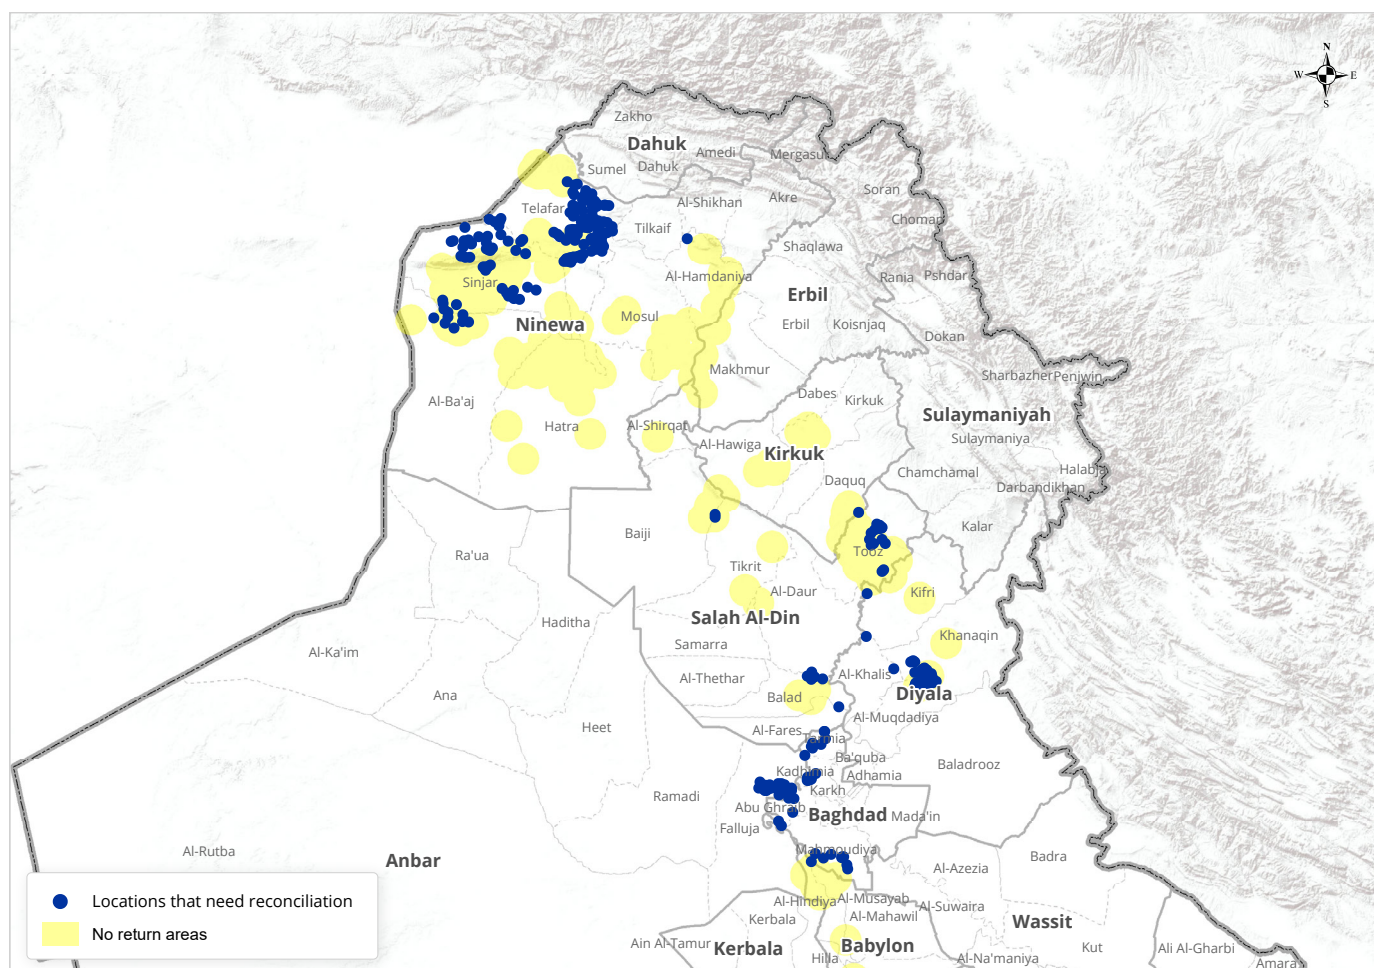 N
W
E
S
Zakho
Dahuk
Amedi
Mergasur
Sumel
Dahuk
Soran
Telafar
Al-Shikhan
Akre
Choman
Tilkaif
Shaqlawa
Al-Hamdaniya
Rania
Pshdar
Sinjar
Erbil
Ninewa
Mosul
Erbil
Koisnjaq
Dokan
Makhmur
Sharbazher
Penjwin
Al-Ba'aj
Dabes
Kirkuk
Sulaymaniyah
Hatra
Al-Shirqat
Al-Hawiga
Kirkuk
Sulaymaniya
Daquq
Chamchamal
Halabja
Darbandikhan
Baiji
Kalar
Ra'ua
Tooz
Tikrit
Al-Daur
Kifri
Haditha
Salah Al-Din
Khanaqin
Al-Ka'im
Samarra
Al-Thethar
Al-Khalis
Ana
Balad
Diyala
Heet
Al-Fares
Al-Muqdadiya
Tarmia
Ba'quba
Kadhimia
Adhamia
Baladrooz
Ramadi
Karkh
Abu Ghraib
Baghdad
Mada'in
Falluja
Al-Rutba
Anbar
Mahmoudiya
Badra
Al-Azezia
Al-Hindiya
Al-Musayab
Al-Suwaira
Kerbala
Al-Mahawil
Wassit
Ain Al-Tamur
Kerbala
Babylon
Kut
Ali Al-Gharbi
Hilla
Al-Na'maniya
Amara
Locations that need reconciliation
No return areas